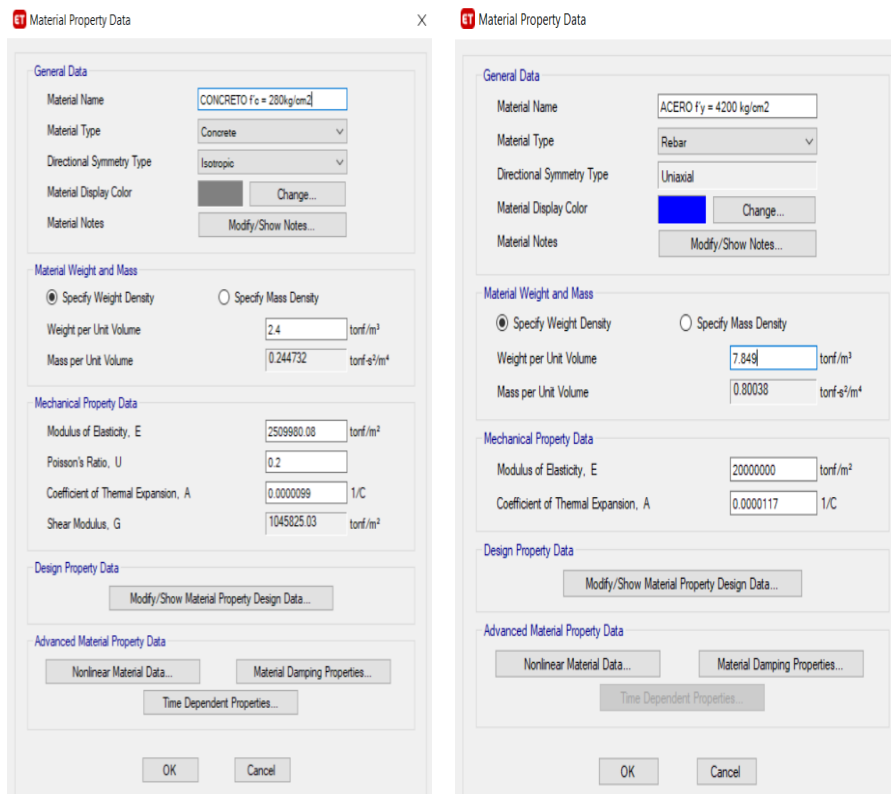 ET Material Property Data X
General Data
Material Name CONCRETO f'c = 280kg/cm2
Material Type Concrete
Directional Symmetry Type Isotropic
Material Display Color Change...
Material Notes Modify/Show Notes...
Material Weight and Mass
Specify Weight Density Specify Mass Density
Weight per Unit Volume 2.4 tonf/m³
Mass per Unit Volume 0.244732 tonf-s²/m⁴
Mechanical Property Data
Modulus of Elasticity, E 2509980.08 tonf/m²
Poisson's Ratio, U 0.2
Coefficient of Thermal Expansion, A 0.0000099 1/C
Shear Modulus, G 1045825.03 tonf/m²
Design Property Data
Modify/Show Material Property Design Data...
Advanced Material Property Data
Nonlinear Material Data... Material Damping Properties...
Time Dependent Properties...
OK Cancel
ET Material Property Data
General Data
Material Name ACERO f'y = 4200 kg/cm2
Material Type Rebar
Directional Symmetry Type Uniaxial
Material Display Color Change...
Material Notes Modify/Show Notes...
Material Weight and Mass
Specify Weight Density Specify Mass Density
Weight per Unit Volume 7.849 tonf/m³
Mass per Unit Volume 0.80038 tonf-s²/m⁴
Mechanical Property Data
Modulus of Elasticity, E 20000000 tonf/m²
Coefficient of Thermal Expansion, A 0.0000117 1/C
Design Property Data
Modify/Show Material Property Design Data...
Advanced Material Property Data
Nonlinear Material Data... Material Damping Properties...
Time Dependent Properties...
OK Cancel